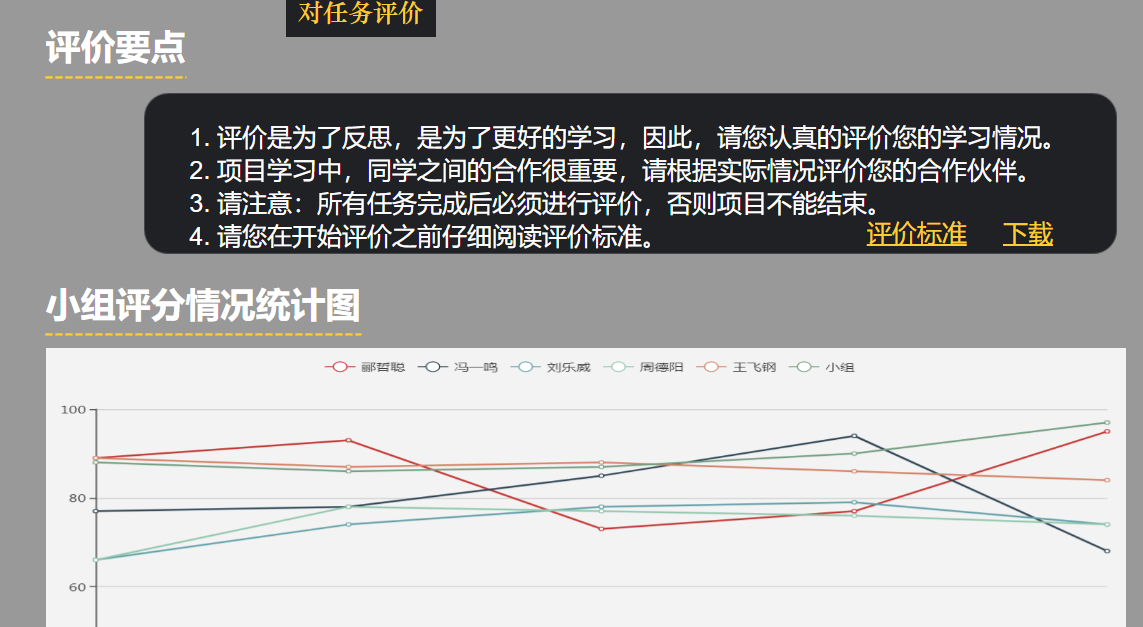 对任务评价
评价要点
1. 评价是为了反思，是为了更好的学习，因此，请您认真的评价您的学习情况。
2. 项目学习中，同学之间的合作很重要，请根据实际情况评价您的合作伙伴。
3. 请注意：所有任务完成后必须进行评价，否则项目不能结束。
4. 请您在开始评价之前仔细阅读评价标准。
评价标准 下载
小组评分情况统计图
郦哲聪 冯一鸣 刘乐威 周德阳 王飞钢 小组
100
80
60